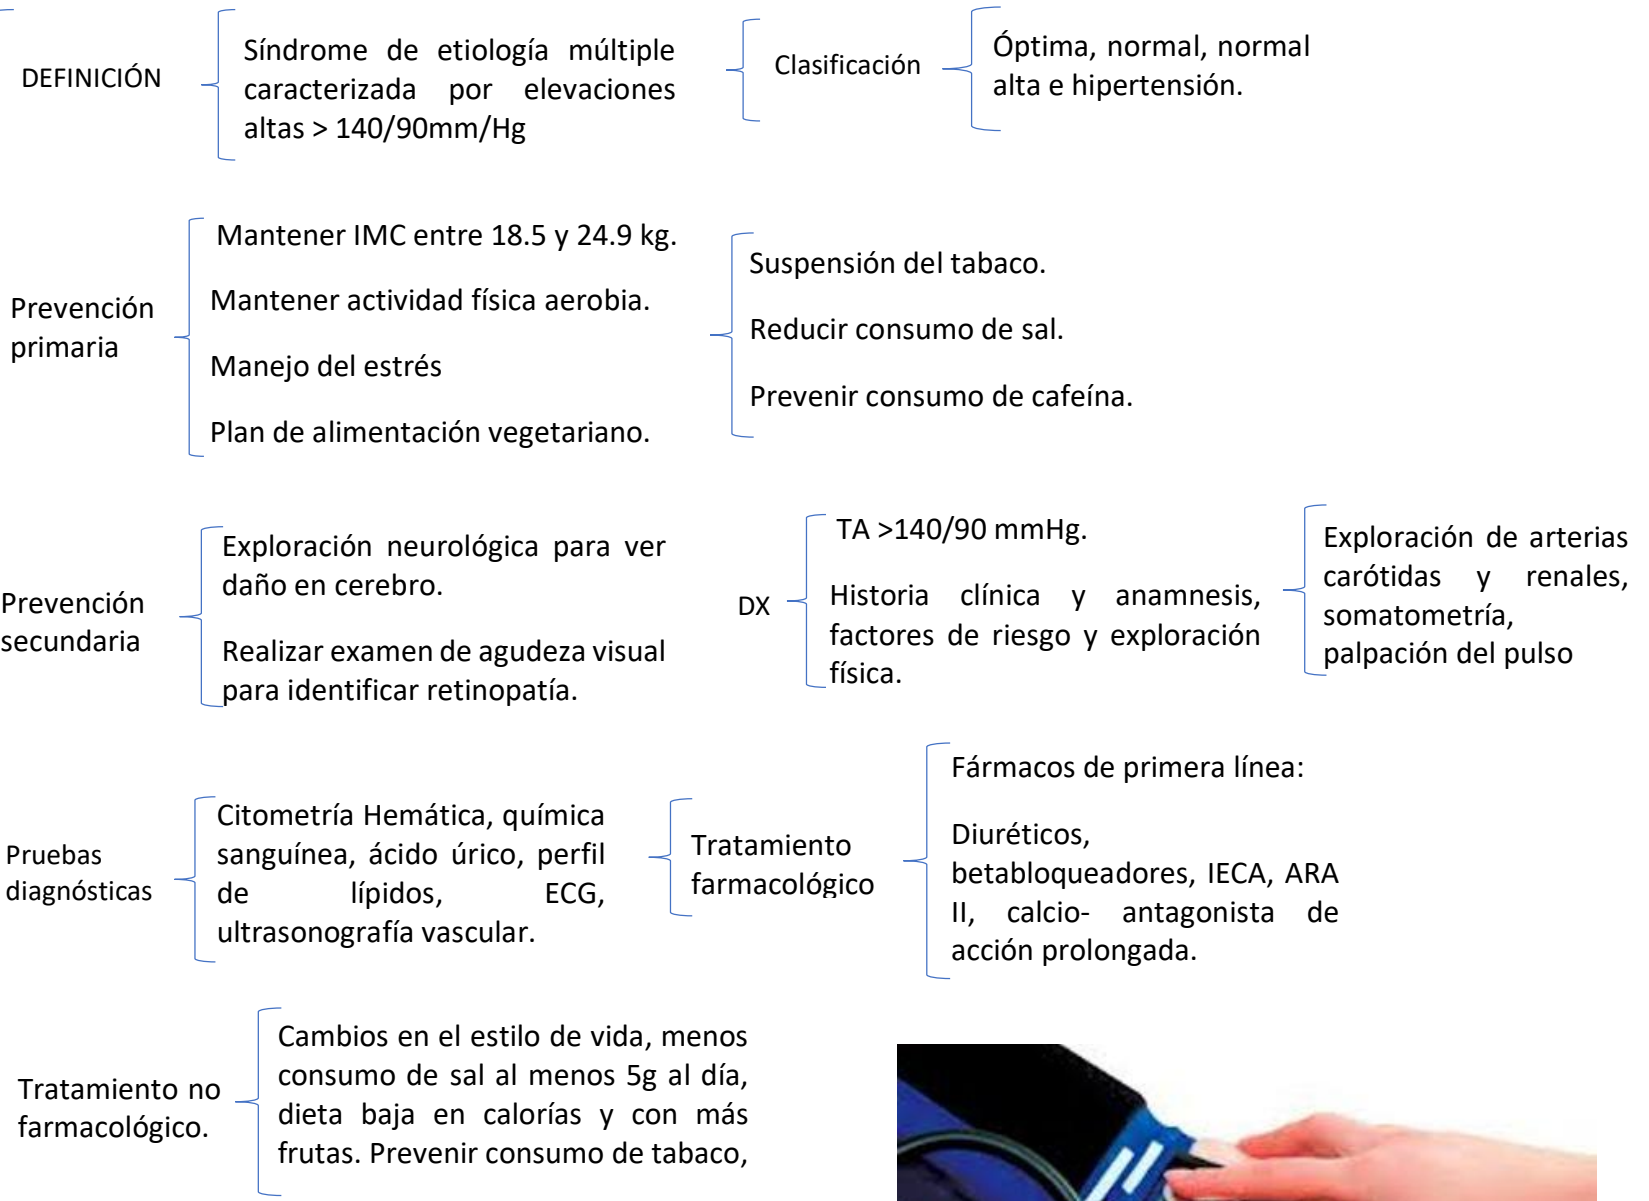 DEFINICIÓN
Síndrome de etiología múltiple
caracterizada por elevaciones
altas > 140/90mm/Hg
Clasificación
Óptima, normal, normal
alta e hipertensión.
Prevención
primaria
Mantener IMC entre 18.5 y 24.9 kg.
Mantener actividad física aerobia.
Manejo del estrés
Plan de alimentación vegetariano.
Suspensión del tabaco.
Reducir consumo de sal.
Prevenir consumo de cafeína.
Prevención
secundaria
Exploración neurológica para ver
daño en cerebro.
Realizar examen de agudeza visual
para identificar retinopatía.
DX
TA >140/90 mmHg.
Historia clínica y anamnesis,
factores de riesgo y exploración
física.
Exploración de arterias
carótidas y renales,
somatometría,
palpación del pulso
Pruebas
diagnósticas
Citometría Hemática, química
sanguínea, ácido úrico, perfil
de lípidos, ECG,
ultrasonografía vascular.
Tratamiento
farmacológico
Fármacos de primera línea:
Diuréticos,
betabloqueadores, IECA, ARA
II, calcio- antagonista de
acción prolongada.
Tratamiento no
farmacológico.
Cambios en el estilo de vida, menos
consumo de sal al menos 5g al día,
dieta baja en calorías y con más
frutas. Prevenir consumo de tabaco,